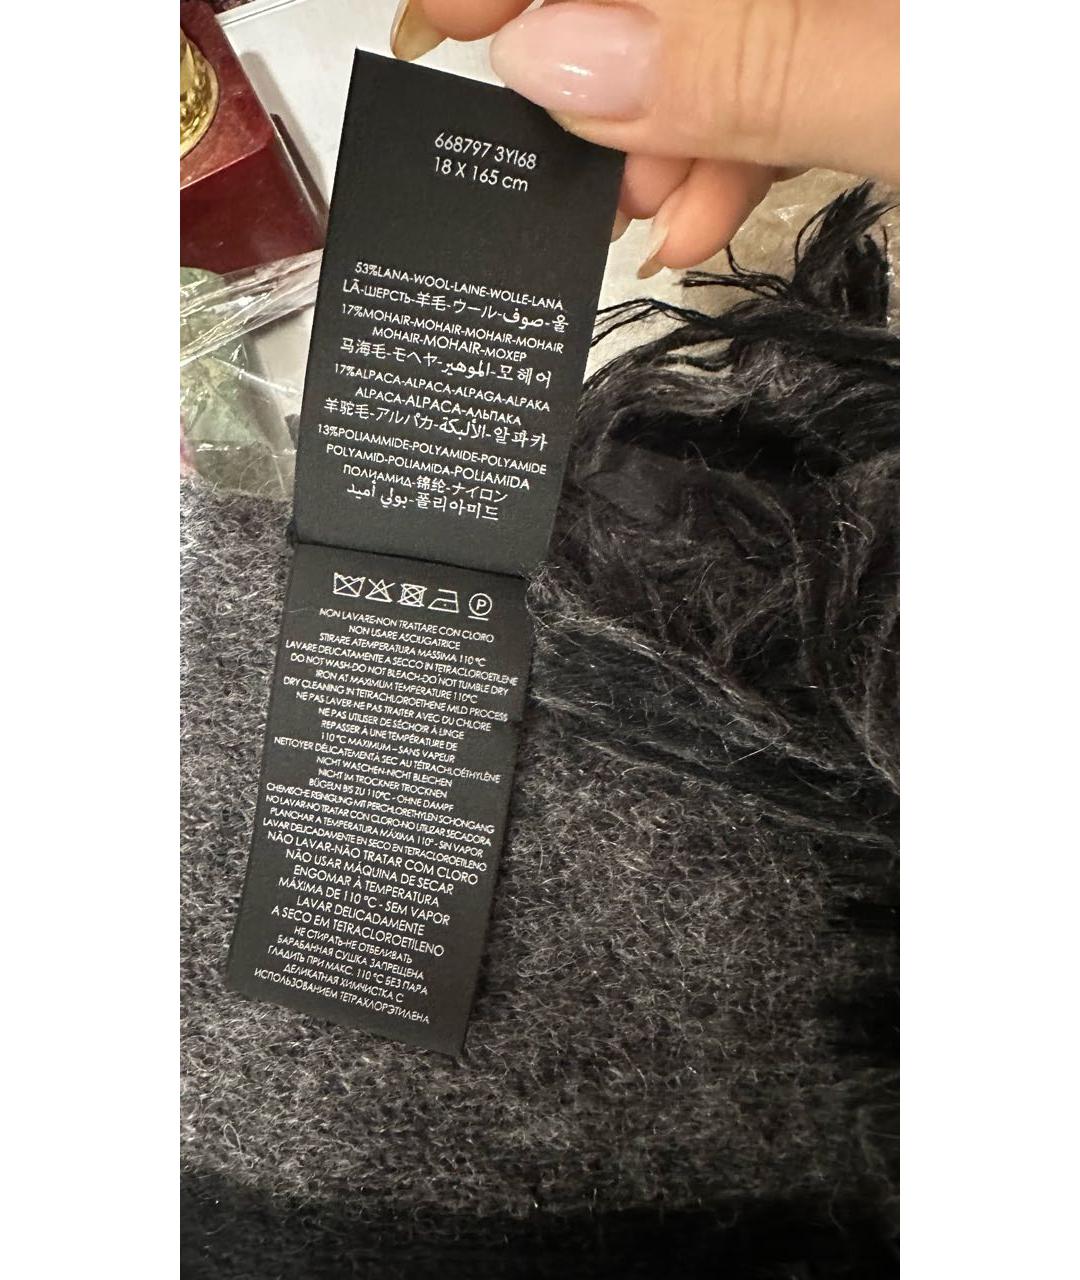 668797 3YI68
18 X 165 cm
53%LANA-WOOL-LAINE-WOLLE-LANA
LÃ-ШЕРСТЬ-羊毛-ウール-صوف-울
17%MOHAIR-MOHAIR-MOHAIR-MOHAIR
MOHAIR-MOHAIR-МОХЕР
马海毛-モヘヤ-الموهير-모헤어
17%ALPACA-ALPACA-ALPAGA-ALPAKA
ALPACA-ALPACA-АЛЬПАКА
羊驼毛-アルパカ-الألبكة-알파카
13%POLIAMMIDE-POLYAMIDE-POLYAMIDE
POLYAMID-POLIAMIDA-POLIAMIDA
ПОЛИАМИД-锦纶-ナイロン
بولي أميد-폴리아미드
P
NON LAVARE-NON TRATTARE CON CLORO
NON USARE ASCIUGATRICE
STIRARE ATEMPERATURA MASSIMA 110 °C
LAVARE DELICATAMENTE A SECCO IN TETRACLOROETILENE
DO NOT WASH-DO NOT BLEACH-DO NOT TUMBLE DRY
IRON AT MAXIMUM TEMPERATURE 110°C
DRY CLEANING IN TETRACHLOROETHENE MILD PROCESS
NE PAS LAVER-NE PAS TRAITER AVEC DU CHLORE
NE PAS UTILISER DE SÉCHOIR À LINGE
REPASSER À UNE TEMPÉRATURE DE
110 °C MAXIMUM – SANS VAPEUR
NETTOYER DÉLICATEMENTÀ SEC AU TÉTRACHLOÉTHYLÈNE
NICHT WASCHEN-NICHT BLEICHEN
NICHT IM TROCKNER TROCKNEN
BÜGELN BIS ZU 110°C - OHNE DAMPF
CHEMISCHE REINIGUNG MIT PERCHLORETHYLEN SCHONGANG
NO LAVAR-NO TRATAR CON CLORO-NO UTILIZAR SECADORA
PLANCHAR A TEMPERATURA MÁXIMA 110° - SIN VAPOR
LAVAR DELICADAMENTE EN SECO EN TETRACLOROETILENO
NÃO LAVAR-NÃO TRATAR COM CLORO
NÃO USAR MÁQUINA DE SECAR
ENGOMAR À TEMPERATURA
MÁXIMA DE 110 °C - SEM VAPOR
LAVAR DELICADAMENTE
A SECO EM TETRACLOROETILENO
НЕ СТИРАТЬ-НЕ ОТБЕЛИВАТЬ
БАРАБАННАЯ СУШКА ЗАПРЕЩЕНА
ГЛАДИТЬ ПРИ МАКС. 110 °C БЕЗ ПАРА
ДЕЛИКАТНАЯ ХИМЧИСТКА С
ИСПОЛЬЗОВАНИЕМ ТЕТРАХЛОРЭТИЛЕНА